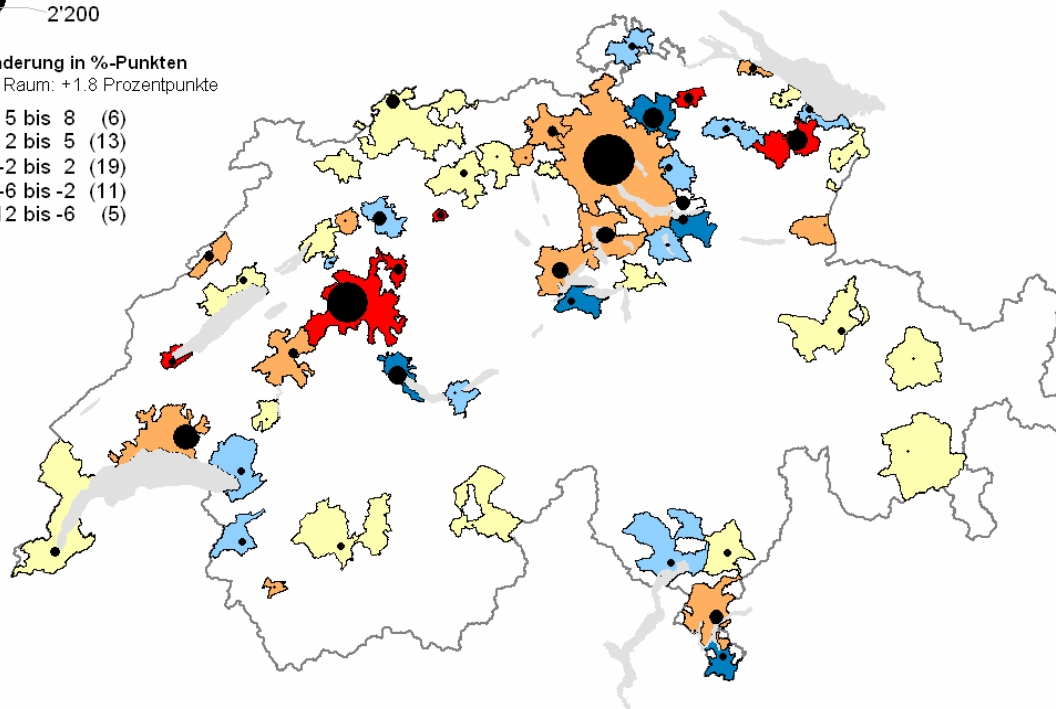 2'200
nderung in %-Punkten
Raum: +1.8 Prozentpunkte
5 bis 8 (6)
2 bis 5 (13)
-2 bis 2 (19)
-6 bis -2 (11)
12 bis -6 (5)